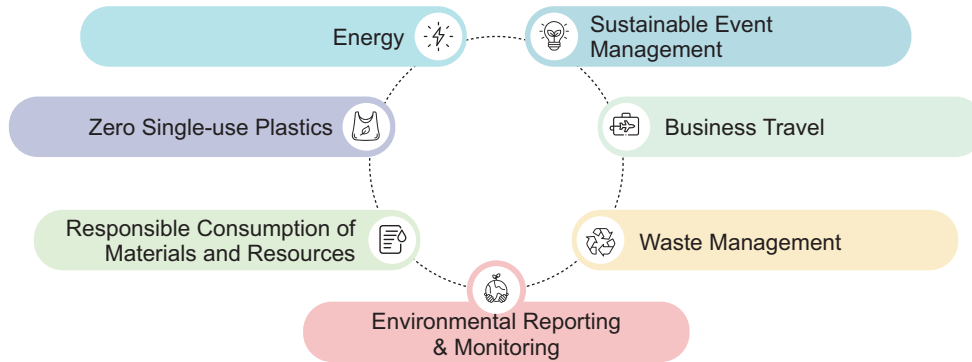 Energy
Sustainable Event
Management
Zero Single-use Plastics
Business Travel
Responsible Consumption of
Materials and Resources
Waste Management
Environmental Reporting
& Monitoring